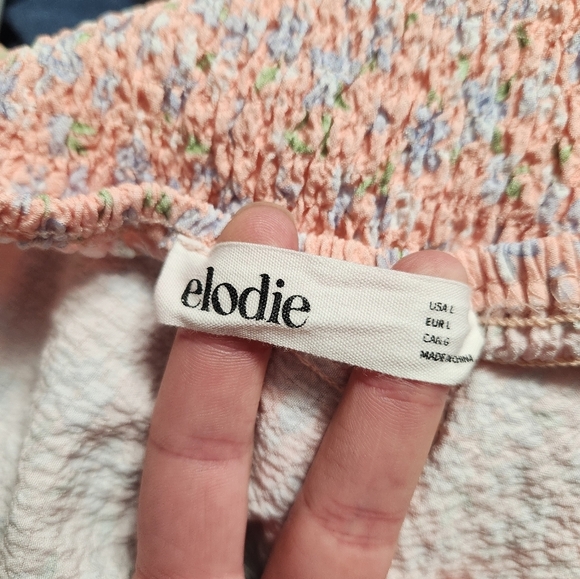 elodie
USA L
EUR L
CAN G
MADE IN CHINA